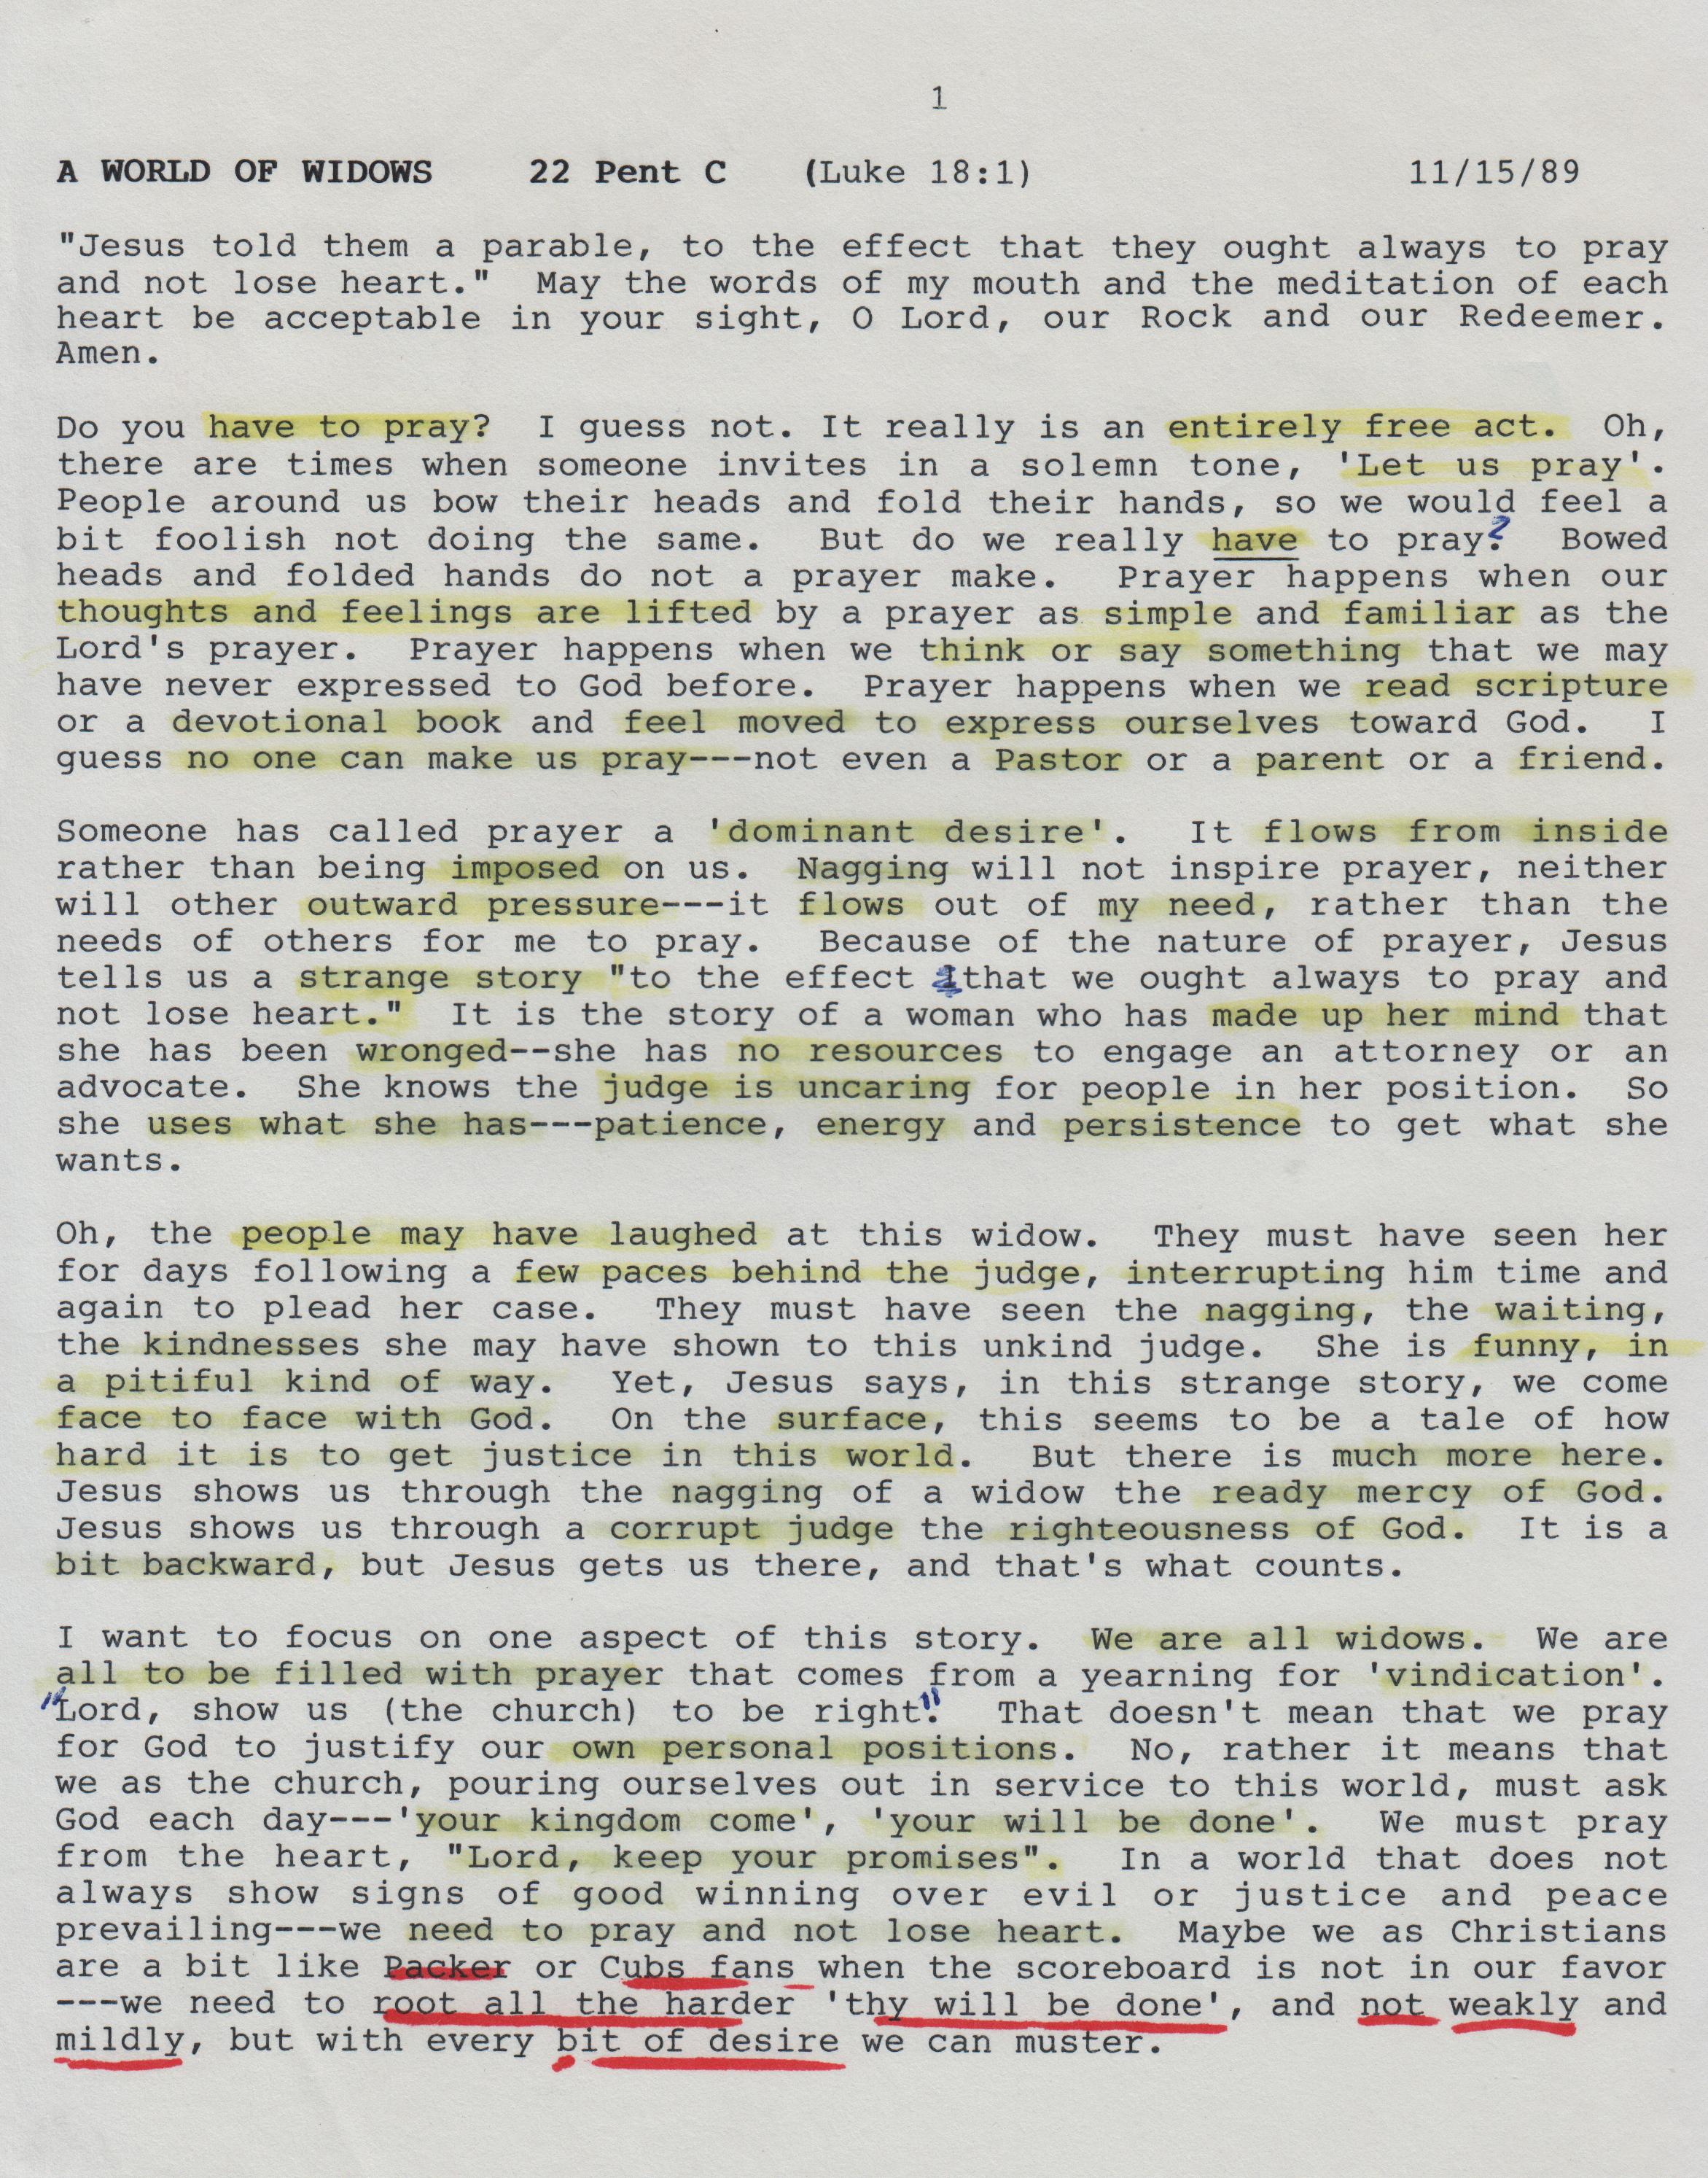 1
A WORLD OF WIDOWS 22 Pent C (Luke 18:1) 11/15/89
"Jesus told them a parable, to the effect that they ought always to pray
and not lose heart." May the words of my mouth and the meditation of each
heart be acceptable in your sight, O Lord, our Rock and our Redeemer.
Amen.
Do you have to pray? I guess not. It really is an entirely free act. Oh,
there are times when someone invites in a solemn tone, 'Let us pray'.
People around us bow their heads and fold their hands, so we would feel a
bit foolish not doing the same. But do we really have to pray? Bowed
heads and folded hands do not a prayer make. Prayer happens when our
thoughts and feelings are lifted by a prayer as simple and familiar as the
Lord's prayer. Prayer happens when we think or say something that we may
have never expressed to God before. Prayer happens when we read scripture
or a devotional book and feel moved to express ourselves toward God. I
guess no one can make us pray---not even a Pastor or a parent or a friend.
Someone has called prayer a 'dominant desire'. It flows from inside
rather than being imposed on us. Nagging will not inspire prayer, neither
will other outward pressure---it flows out of my need, rather than the
needs of others for me to pray. Because of the nature of prayer, Jesus
tells us a strange story "to the effect that we ought always to pray and
not lose heart." It is the story of a woman who has made up her mind that
she has been wronged--she has no resources to engage an attorney or an
advocate. She knows the judge is uncaring for people in her position. So
she uses what she has---patience, energy and persistence to get what she
wants.
Oh, the people may have laughed at this widow. They must have seen her
for days following a few paces behind the judge, interrupting him time and
again to plead her case. They must have seen the nagging, the waiting,
the kindnesses she may have shown to this unkind judge. She is funny, in
a pitiful kind of way. Yet, Jesus says, in this strange story, we come
face to face with God. On the surface, this seems to be a tale of how
hard it is to get justice in this world. But there is much more here.
Jesus shows us through the nagging of a widow the ready mercy of God.
Jesus shows us through a corrupt judge the righteousness of God. It is a
bit backward, but Jesus gets us there, and that's what counts.
I want to focus on one aspect of this story. We are all widows. We are
all to be filled with prayer that comes from a yearning for 'vindication'.
"Lord, show us (the church) to be right". That doesn't mean that we pray
for God to justify our own personal positions. No, rather it means that
we as the church, pouring ourselves out in service to this world, must ask
God each day---'your kingdom come', 'your will be done'. We must pray
from the heart, "Lord, keep your promises". In a world that does not
always show signs of good winning over evil or justice and peace
prevailing---we need to pray and not lose heart. Maybe we as Christians
are a bit like Packer or Cubs fans when the scoreboard is not in our favor
---we need to root all the harder 'thy will be done', and not weakly and
mildly, but with every bit of desire we can muster.